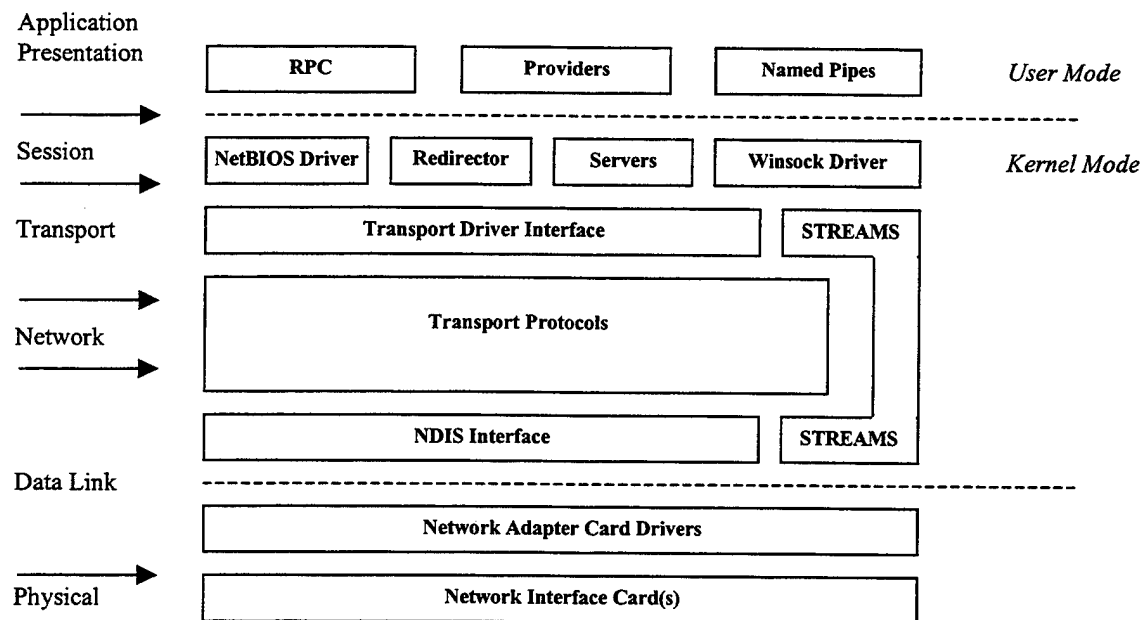 Application
Presentation
RPC
Providers
Named Pipes
User Mode
Session
NetBIOS Driver
Redirector
Servers
Winsock Driver
Kernel Mode
Transport
Transport Driver Interface
STREAMS
Network
Transport Protocols
NDIS Interface
STREAMS
Data Link
Network Adapter Card Drivers
Physical
Network Interface Card(s)